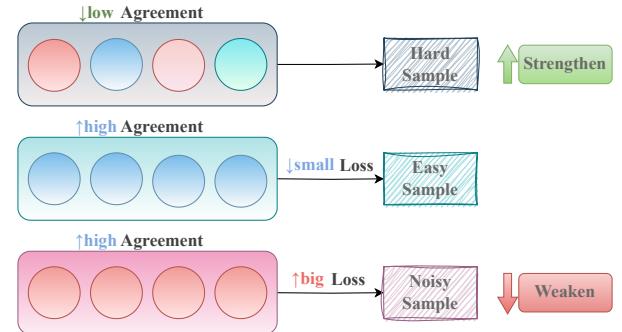 ↓low Agreement
Hard
Sample
Strengthen
↑high Agreement
↓small Loss
Easy
Sample
↑high Agreement
↑big Loss
Noisy
Sample
Weaken